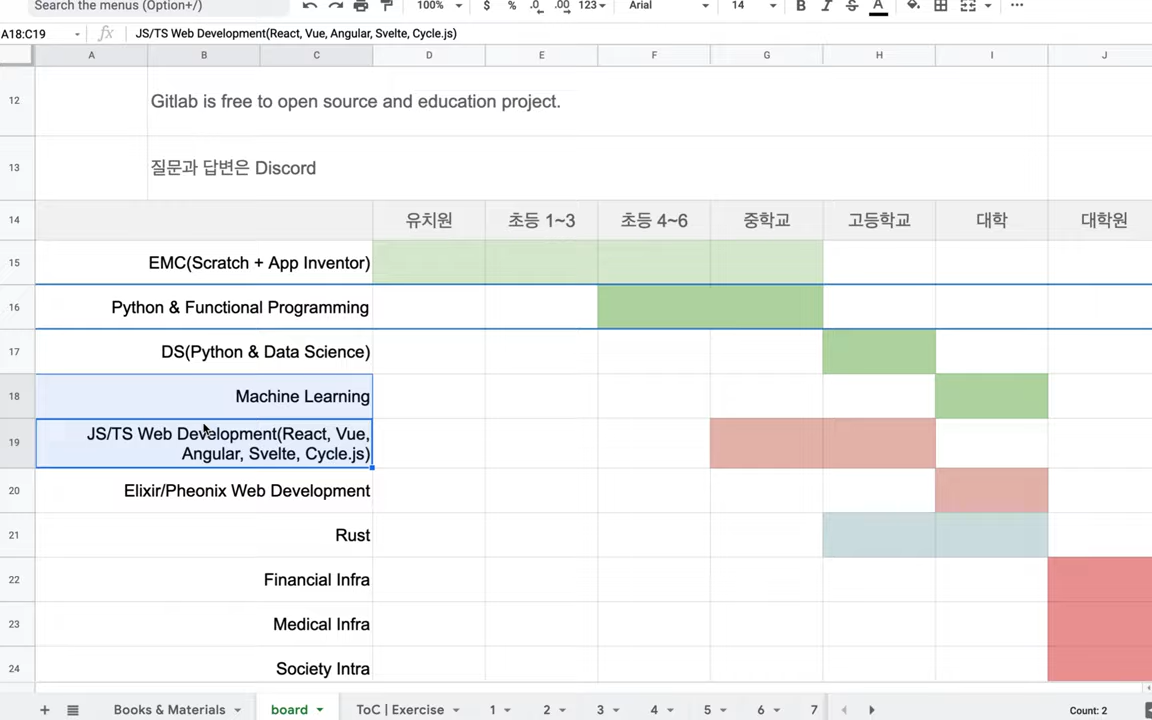 Search the menus (Option+/)
100%
$ % .0 .00 123
Arial
14
B I S A
A18:C19
fx
JS/TS Web Development(React, Vue, Angular, Svelte, Cycle.js)
A B C D E F G H I J
12 Gitlab is free to open source and education project.
13 질문과 답변은 Discord
14 유치원 초등 1~3 초등 4~6 중학교 고등학교 대학 대학원
15 EMC(Scratch + App Inventor)
16 Python & Functional Programming
17 DS(Python & Data Science)
18 Machine Learning
19 JS/TS Web Development(React, Vue,
Angular, Svelte, Cycle.js)
20 Elixir/Pheonix Web Development
21 Rust
22 Financial Infra
23 Medical Infra
24 Society Intra
Books & Materials board ToC | Exercise 1 2 3 4 5 6 7
Count: 2